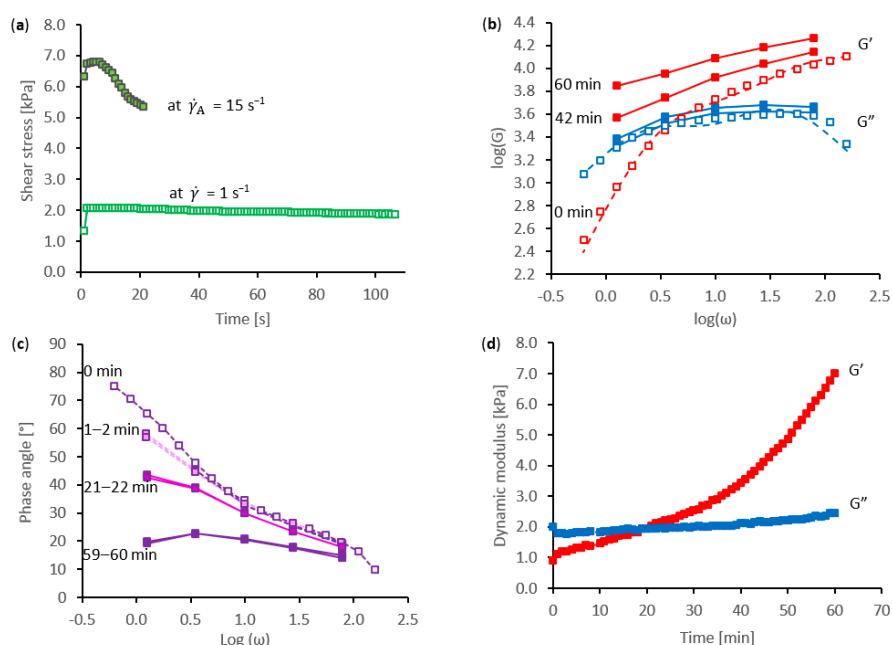 (a)
8.0
7.0
6.0
5.0
4.0
3.0
2.0
1.0
0.0
Shear stress [kPa]
at γ̇A = 15 s⁻¹
at γ̇ = 1 s⁻¹
0 20 40 60 80 100
Time [s]
(b)
4.6
4.4
4.2
4.0
3.8
3.6
3.4
3.2
3.0
2.8
2.6
2.4
2.2
log(G)
G’
60 min
42 min
G”
0 min
-0.5 0.0 0.5 1.0 1.5 2.0 2.5
log(ω)
(c)
90
80
70
60
50
40
30
20
10
0
Phase angle [°]
0 min
1–2 min
21–22 min
59–60 min
-0.5 0.0 0.5 1.0 1.5 2.0 2.5
Log (ω)
(d)
8.0
7.0
6.0
5.0
4.0
3.0
2.0
1.0
0.0
Dynamic modulus [kPa]
G’
G”
0 10 20 30 40 50 60 70
Time [min]